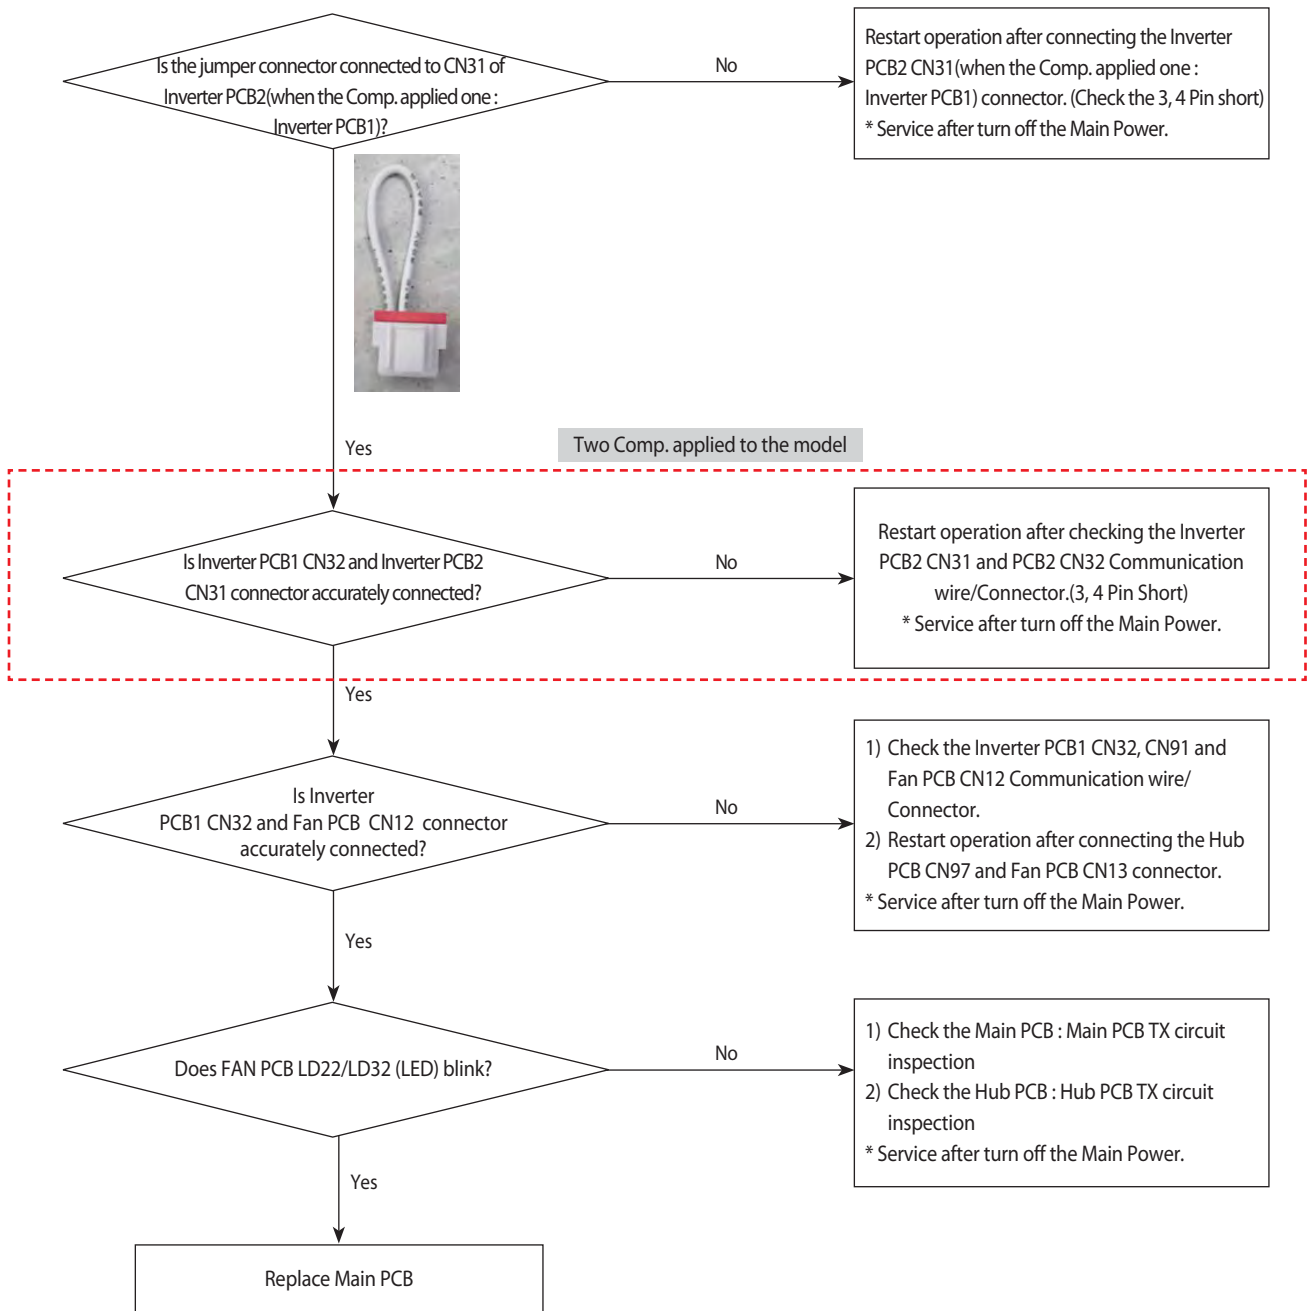 Is the jumper connector connected to CN31 of
Inverter PCB2(when the Comp. applied one :
Inverter PCB1)?
No
Restart operation after connecting the Inverter
PCB2 CN31(when the Comp. applied one :
Inverter PCB1) connector. (Check the 3, 4 Pin short)
* Service after turn off the Main Power.
Yes
Two Comp. applied to the model
Is Inverter PCB1 CN32 and Inverter PCB2
CN31 connector accurately connected?
No
Restart operation after checking the Inverter
PCB2 CN31 and PCB2 CN32 Communication
wire/Connector.(3, 4 Pin Short)
* Service after turn off the Main Power.
Yes
Is Inverter
PCB1 CN32 and Fan PCB CN12 connector
accurately connected?
No
1) Check the Inverter PCB1 CN32, CN91 and
Fan PCB CN12 Communication wire/
Connector.
2) Restart operation after connecting the Hub
PCB CN97 and Fan PCB CN13 connector.
* Service after turn off the Main Power.
Yes
Does FAN PCB LD22/LD32 (LED) blink?
No
1) Check the Main PCB : Main PCB TX circuit
inspection
2) Check the Hub PCB : Hub PCB TX circuit
inspection
* Service after turn off the Main Power.
Yes
Replace Main PCB